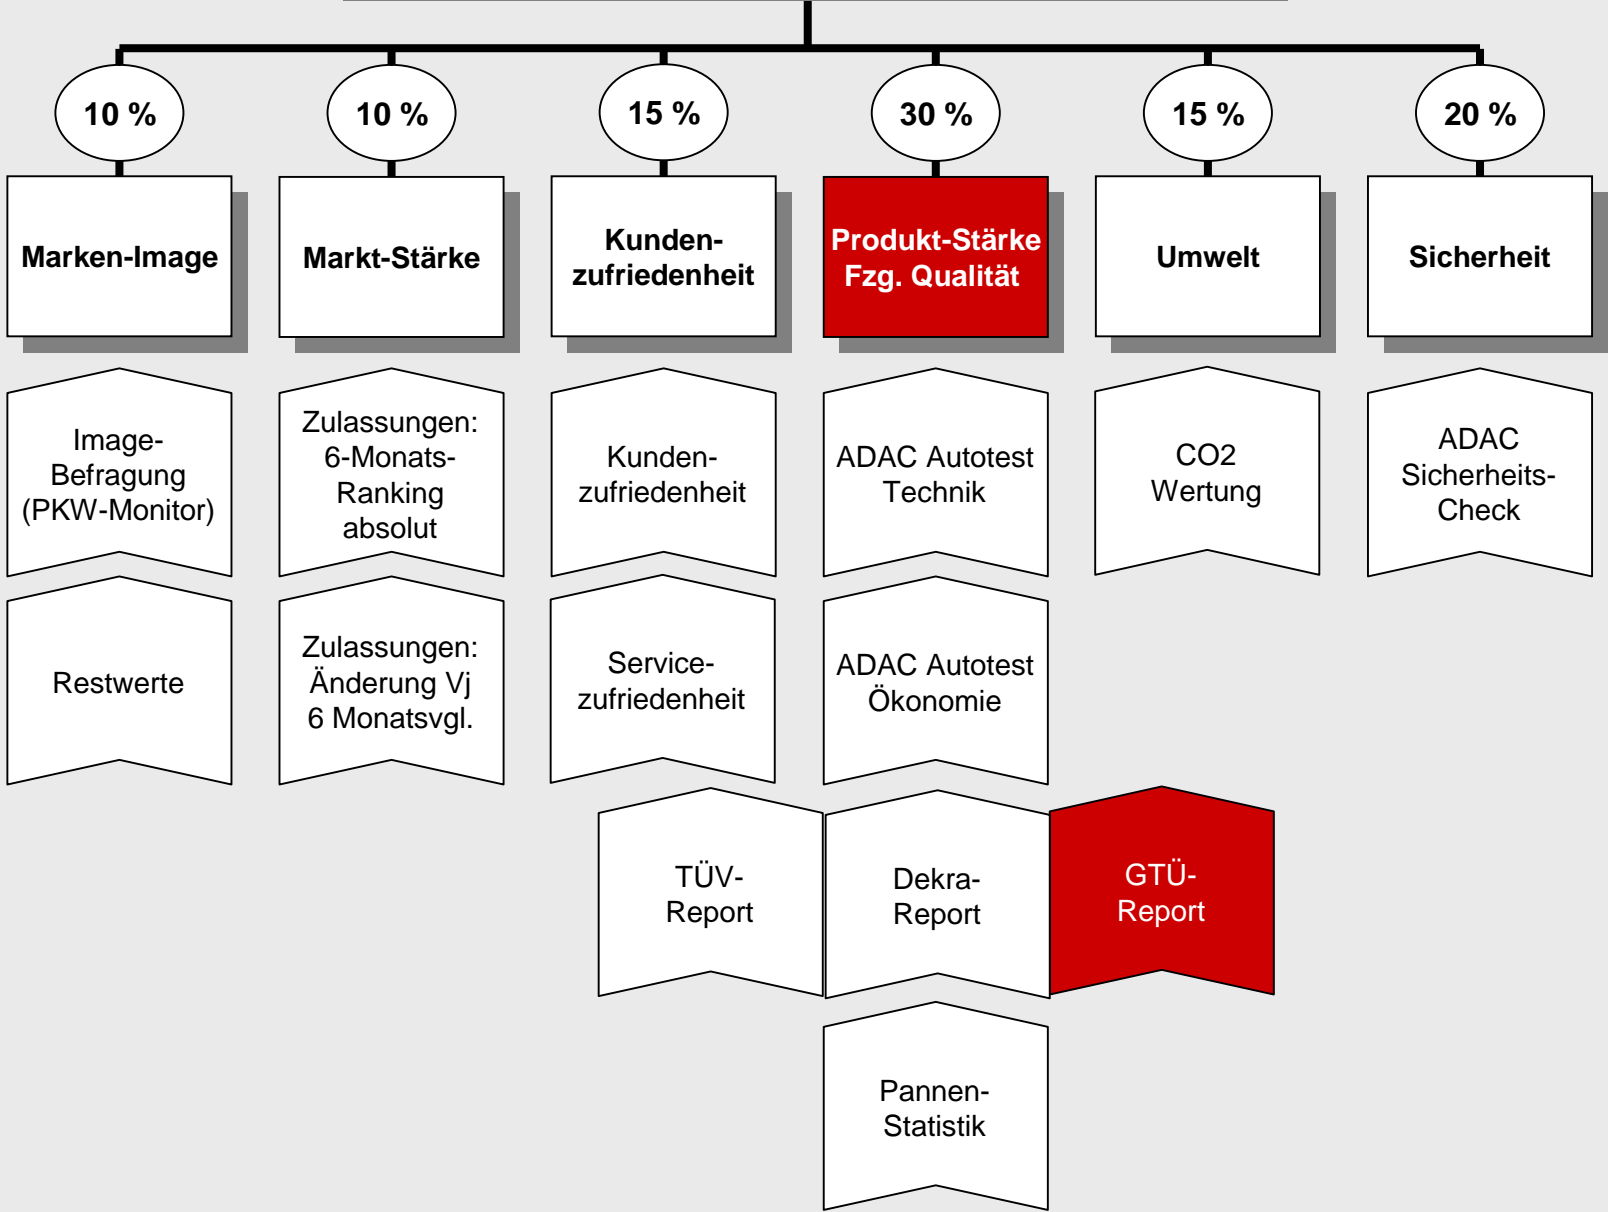 10 %
10 %
15 %
30 %
15 %
20 %
Marken-Image
Markt-Stärke
Kunden-
zufriedenheit
Produkt-Stärke
Fzg. Qualität
Umwelt
Sicherheit
Image-
Befragung
(PKW-Monitor)
Zulassungen:
6-Monats-
Ranking
absolut
Kunden-
zufriedenheit
ADAC Autotest
Technik
CO2
Wertung
ADAC
Sicherheits-
Check
Restwerte
Zulassungen:
Änderung Vj
6 Monatsvgl.
Service-
zufriedenheit
ADAC Autotest
Ökonomie
TÜV-
Report
Dekra-
Report
GTÜ-
Report
Pannen-
Statistik